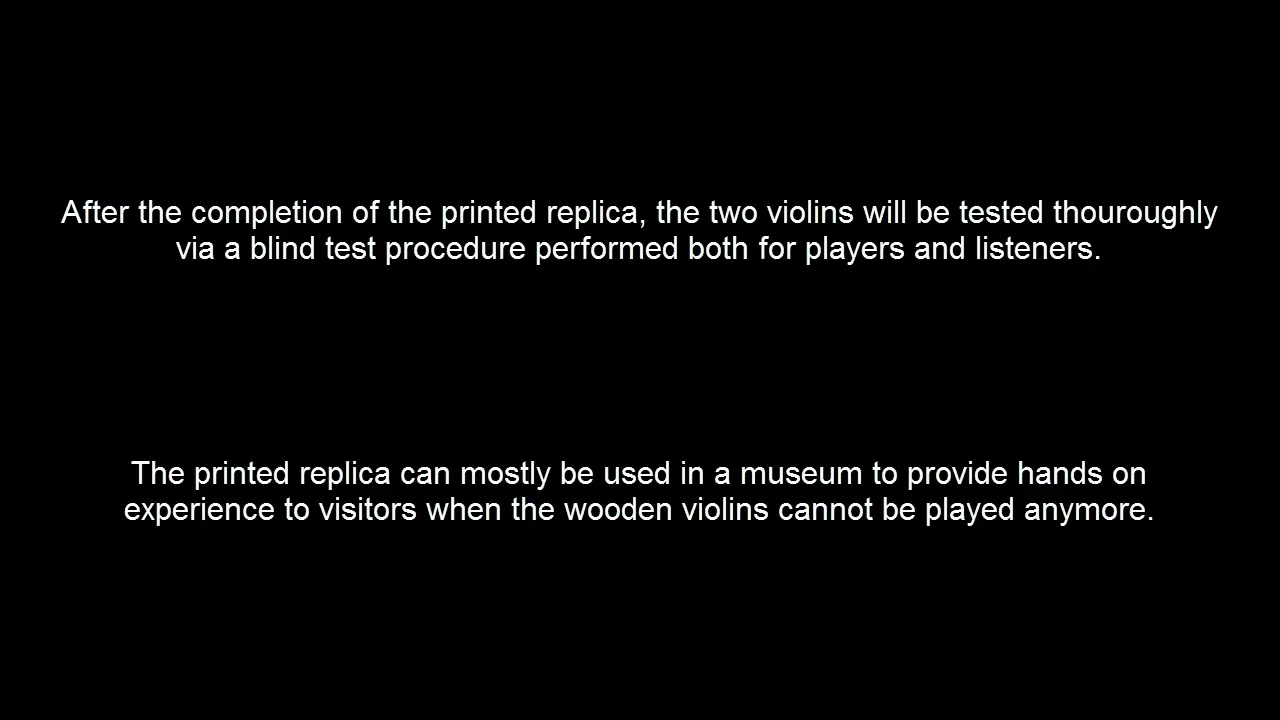 After the completion of the printed replica, the two violins will be tested thouroughly
via a blind test procedure performed both for players and listeners.
The printed replica can mostly be used in a museum to provide hands on
experience to visitors when the wooden violins cannot be played anymore.